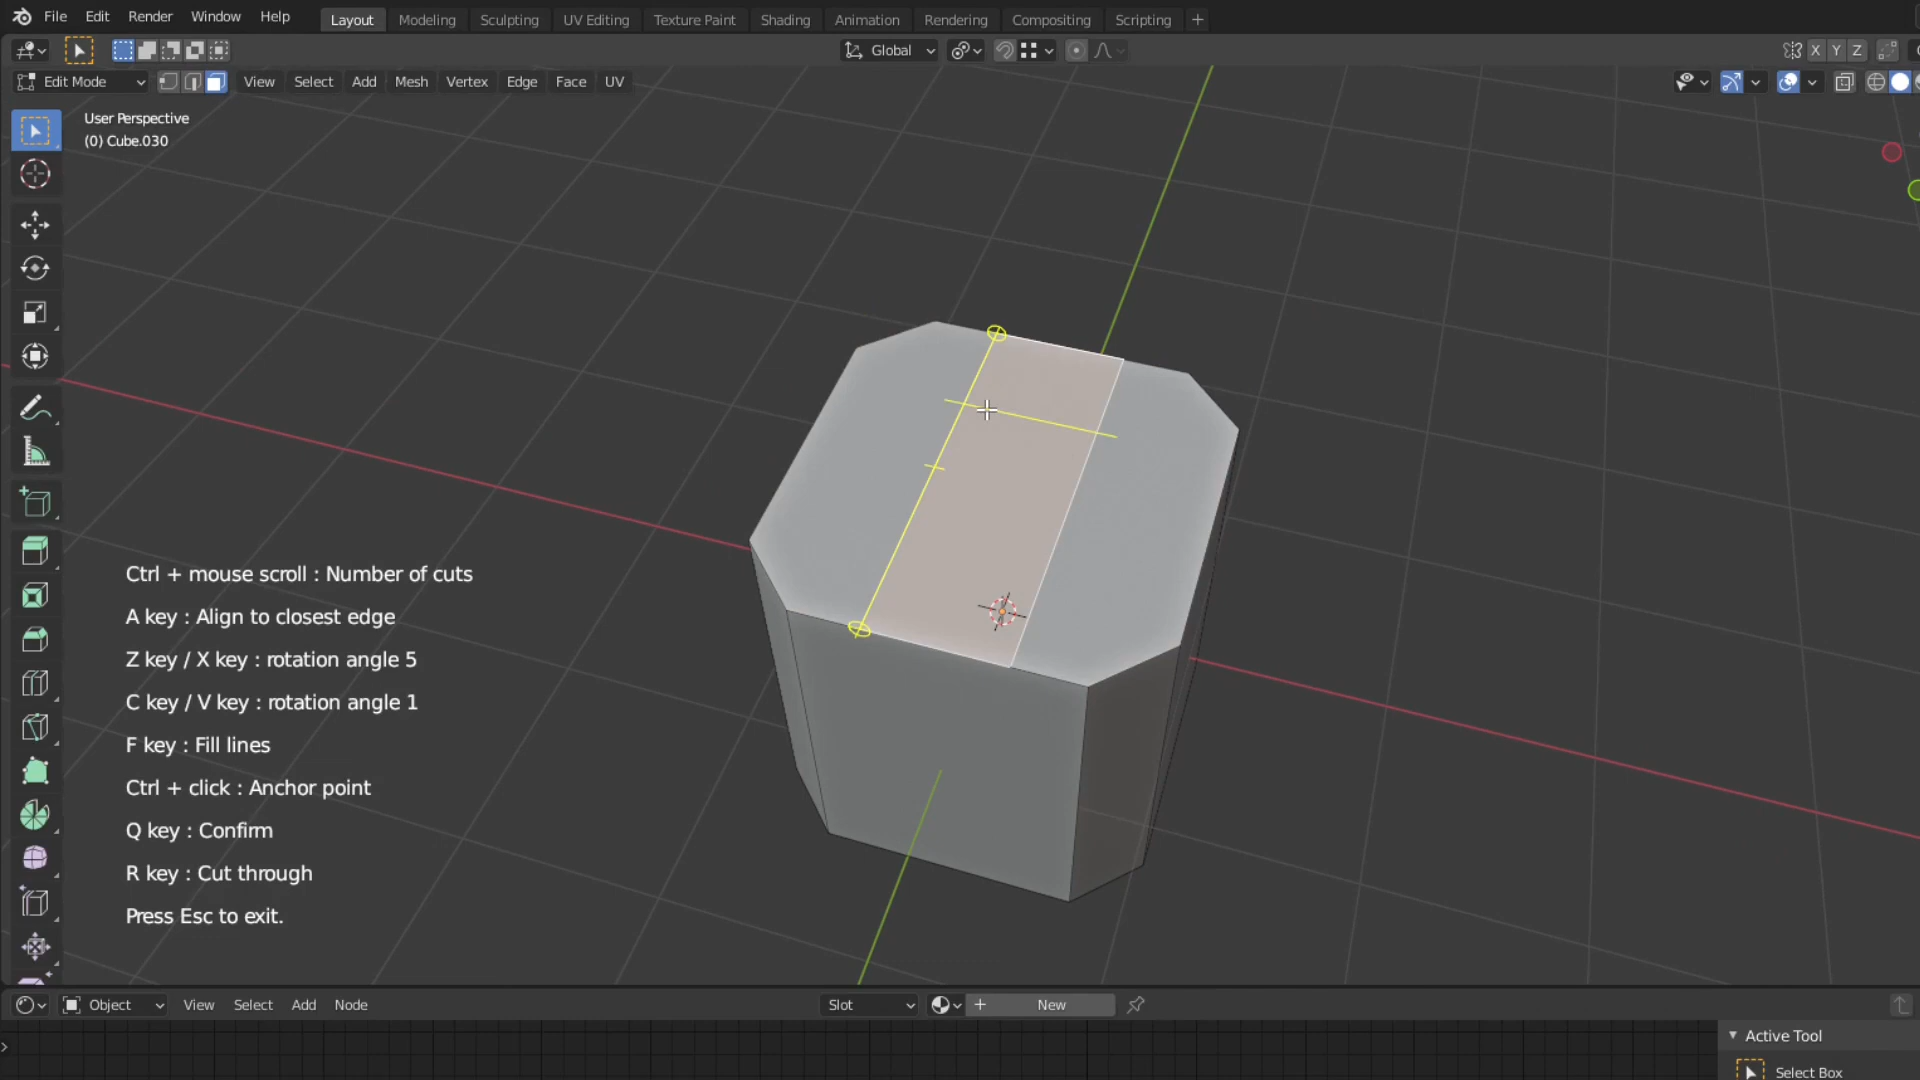 File Edit Render Window Help Layout Modeling Sculpting UV Editing Texture Paint Shading Animation Rendering Compositing Scripting +
Global X Y Z
Edit Mode View Select Add Mesh Vertex Edge Face UV
User Perspective
(0) Cube.030
Ctrl + mouse scroll : Number of cuts
A key : Align to closest edge
Z key / X key : rotation angle 5
C key / V key : rotation angle 1
F key : Fill lines
Ctrl + click : Anchor point
Q key : Confirm
R key : Cut through
Press Esc to exit.
Object View Select Add Node Slot + New
Active Tool
Select Box